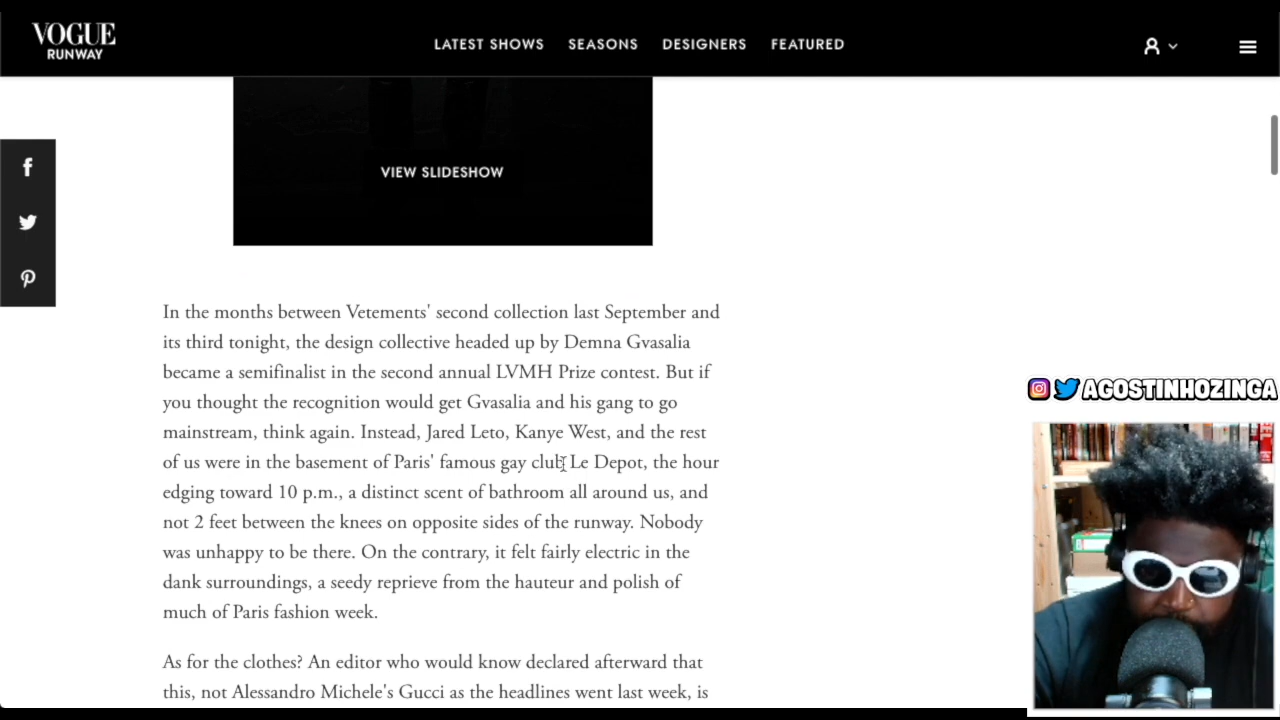 VOGUE
RUNWAY
LATEST SHOWS
SEASONS
DESIGNERS
FEATURED
VIEW SLIDESHOW
In the months between Vetements' second collection last September and
its third tonight, the design collective headed up by Demna Gvasalia
became a semifinalist in the second annual LVMH Prize contest. But if
you thought the recognition would get Gvasalia and his gang to go
mainstream, think again. Instead, Jared Leto, Kanye West, and the rest
of us were in the basement of Paris' famous gay club Le Depot, the hour
edging toward 10 p.m., a distinct scent of bathroom all around us, and
not 2 feet between the knees on opposite sides of the runway. Nobody
was unhappy to be there. On the contrary, it felt fairly electric in the
dank surroundings, a seedy reprieve from the hauteur and polish of
much of Paris fashion week.
As for the clothes? An editor who would know declared afterward that
this, not Alessandro Michele's Gucci as the headlines went last week, is
AGOSTINHOZINGA